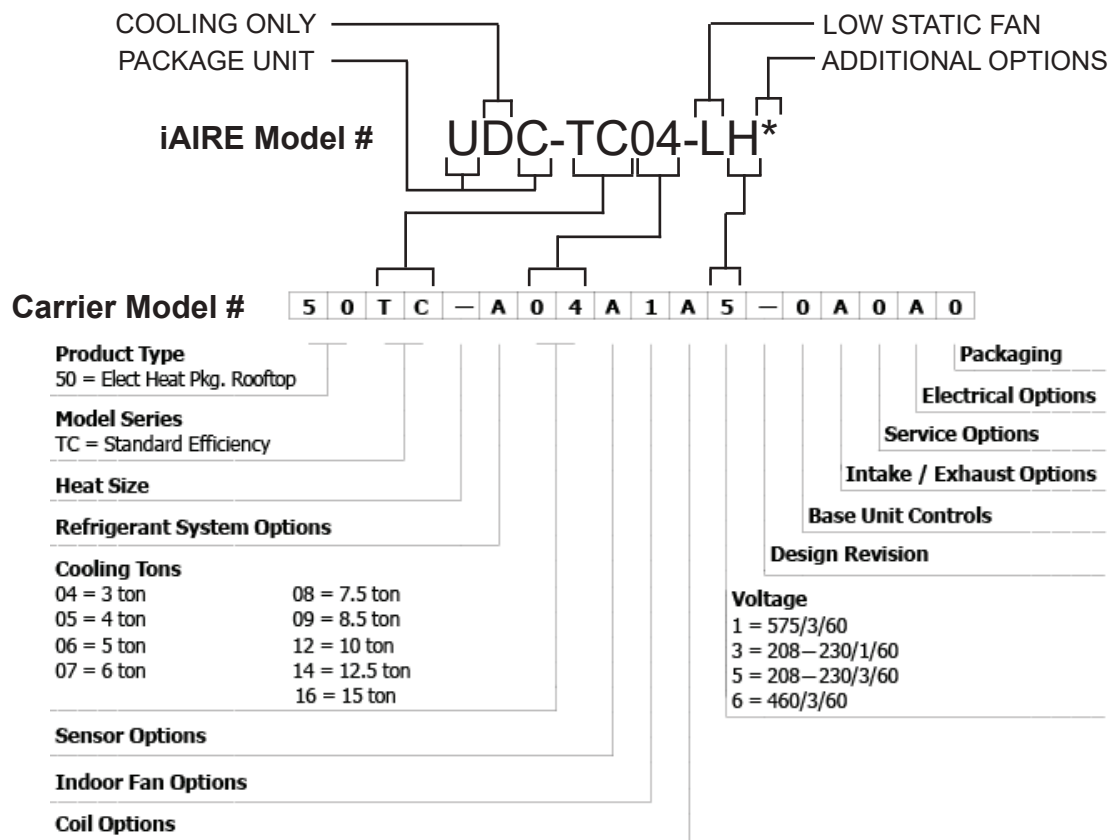 COOLING ONLY
LOW STATIC FAN
PACKAGE UNIT
ADDITIONAL OPTIONS
iAIRE Model # UDC-TC04-LH*
Carrier Model # 5 0 T C – A 0 4 A 1 A 5 – 0 A 0 A 0
Product Type
50 = Elect Heat Pkg. Rooftop
Model Series
TC = Standard Efficiency
Heat Size
Refrigerant System Options
Cooling Tons
04 = 3 ton
05 = 4 ton
06 = 5 ton
07 = 6 ton
08 = 7.5 ton
09 = 8.5 ton
12 = 10 ton
14 = 12.5 ton
16 = 15 ton
Sensor Options
Indoor Fan Options
Coil Options
Packaging
Electrical Options
Service Options
Intake / Exhaust Options
Base Unit Controls
Design Revision
Voltage
1 = 575/3/60
3 = 208–230/1/60
5 = 208–230/3/60
6 = 460/3/60